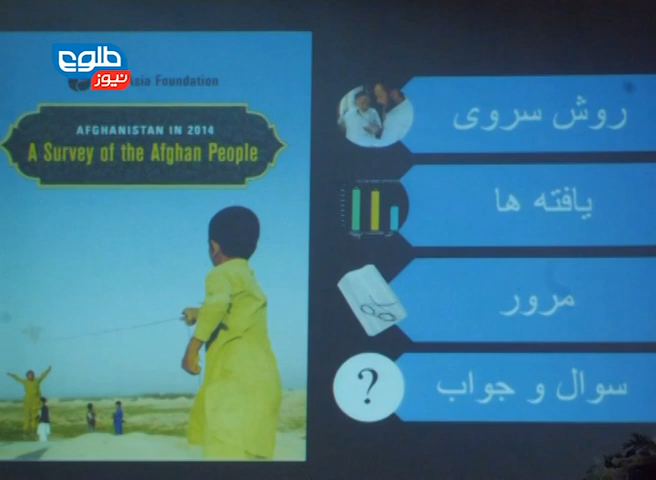 طلوع
نیوز
Asia Foundation
AFGHANISTAN IN 2014
A Survey of the Afghan People
روش سروی
یافته ها
مرور
سوال و جواب
?